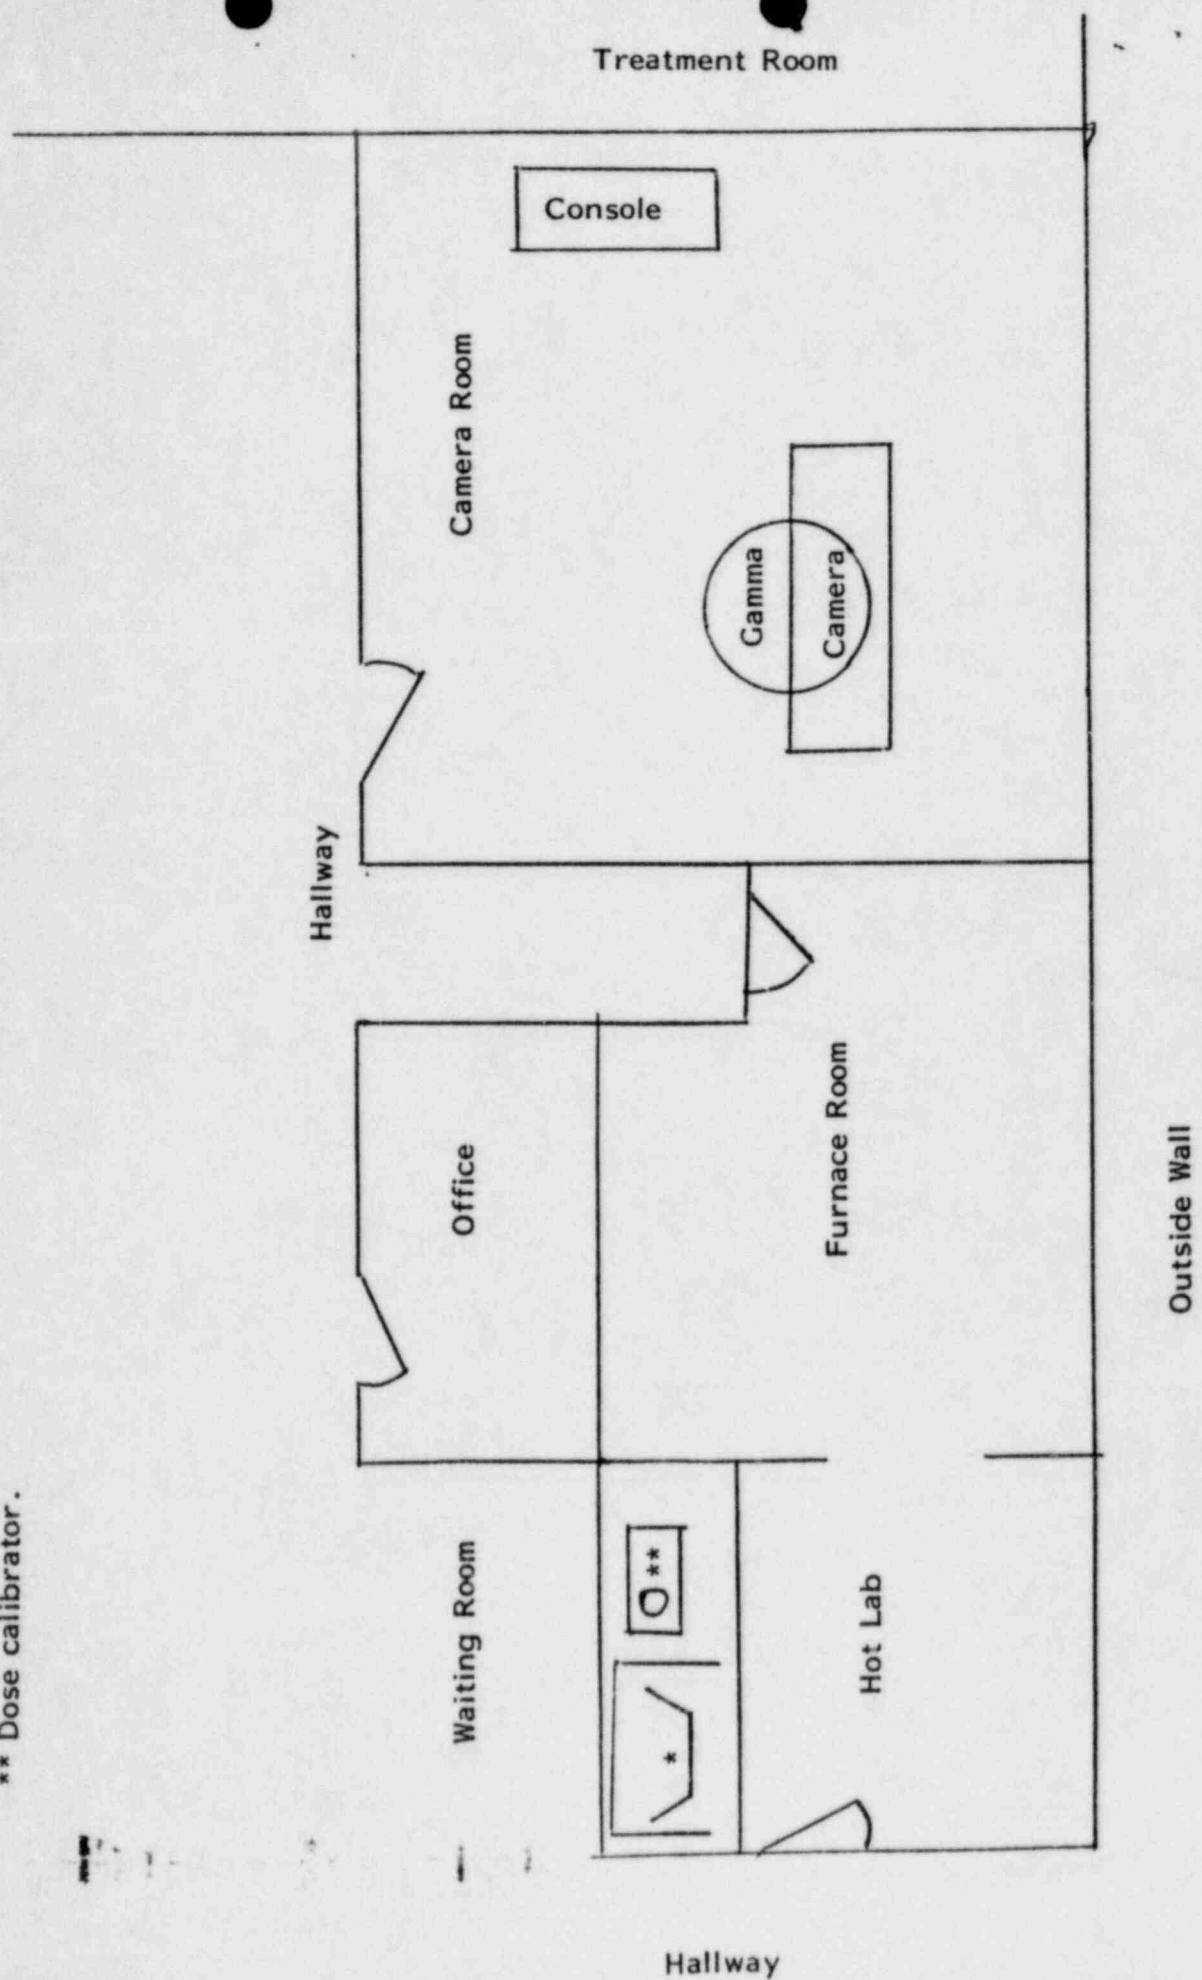 Treatment Room
Console
Camera Room
Gamma
Camera
Hallway
Office
Furnace Room
Outside Wall
** Dose calibrator.
Waiting Room
**
*
Hot Lab
Hallway